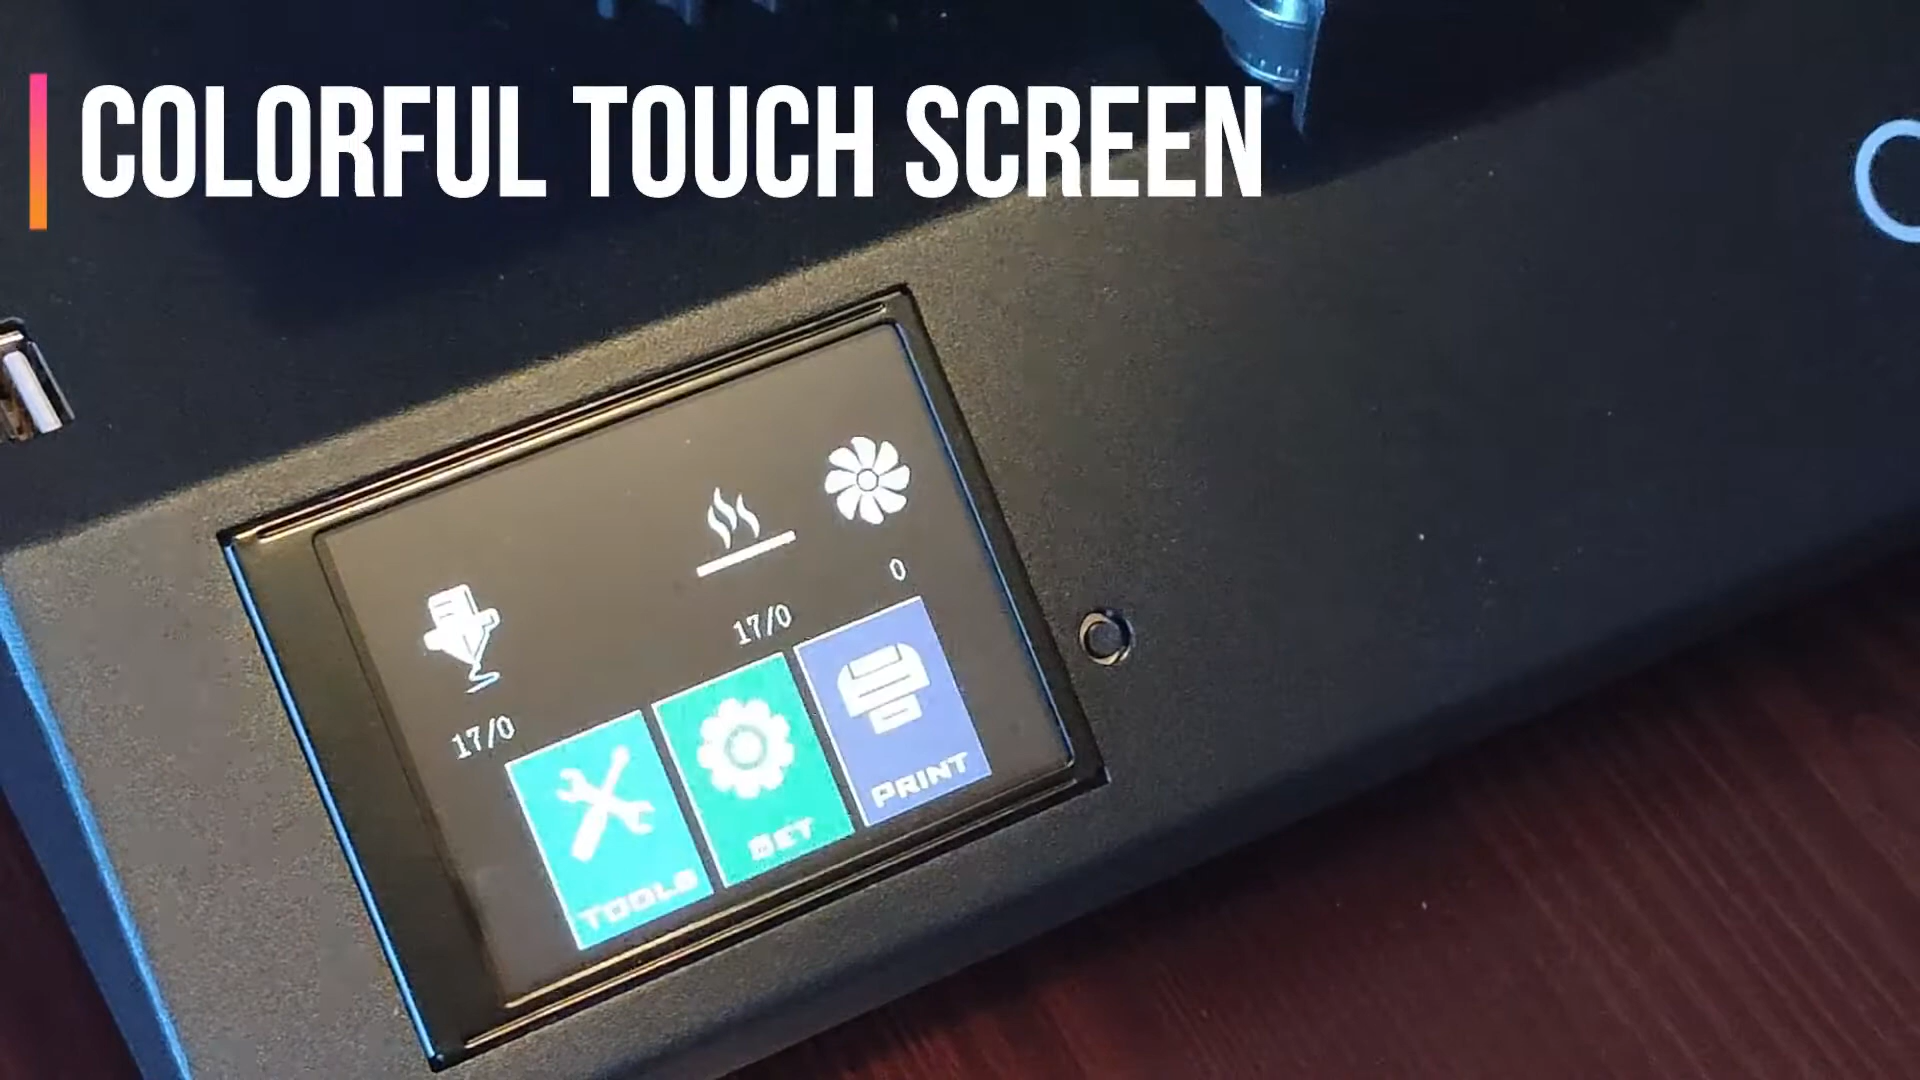 COLORFUL TOUCH SCREEN
17/0
17/0
0
TOOLS
SET
PRINT